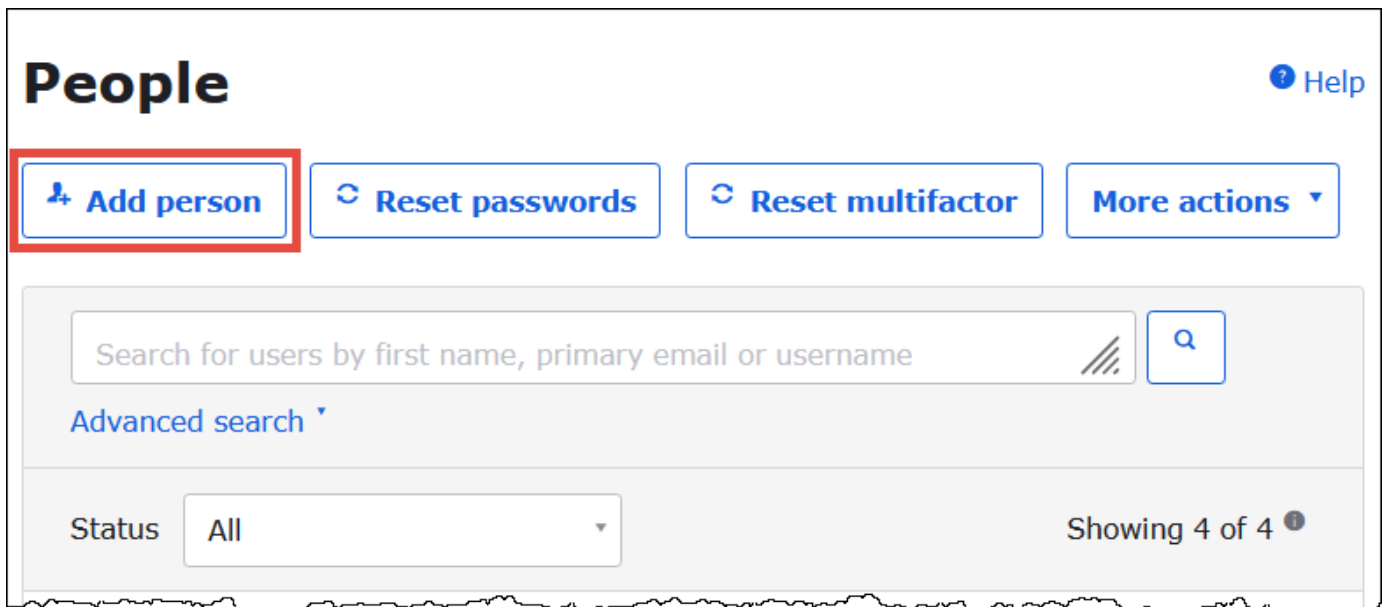 People
Help
Add person
Reset passwords
Reset multifactor
More actions
Search for users by first name, primary email or username
Advanced search
Status
All
Showing 4 of 4